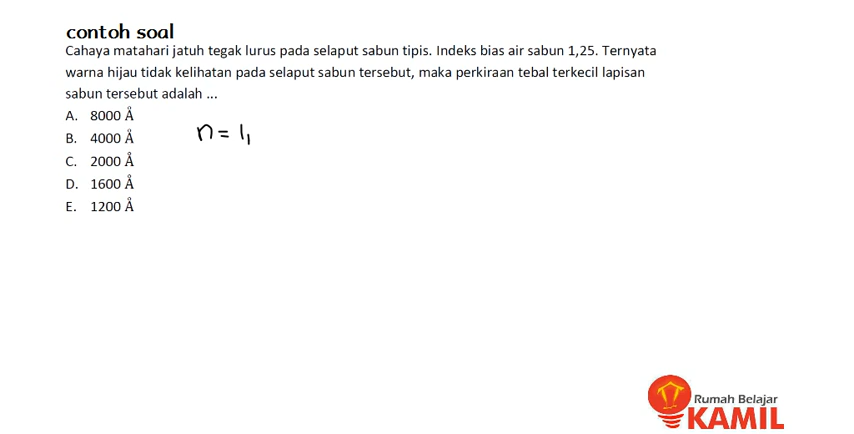 contoh soal
Cahaya matahari jatuh tegak lurus pada selaput sabun tipis. Indeks bias air sabun 1,25. Ternyata
warna hijau tidak kelihatan pada selaput sabun tersebut, maka perkiraan tebal terkecil lapisan
sabun tersebut adalah ...
A. 8000 Å
B. 4000 Å
C. 2000 Å
D. 1600 Å
E. 1200 Å
n = 1,
Rumah Belajar
KAMIL